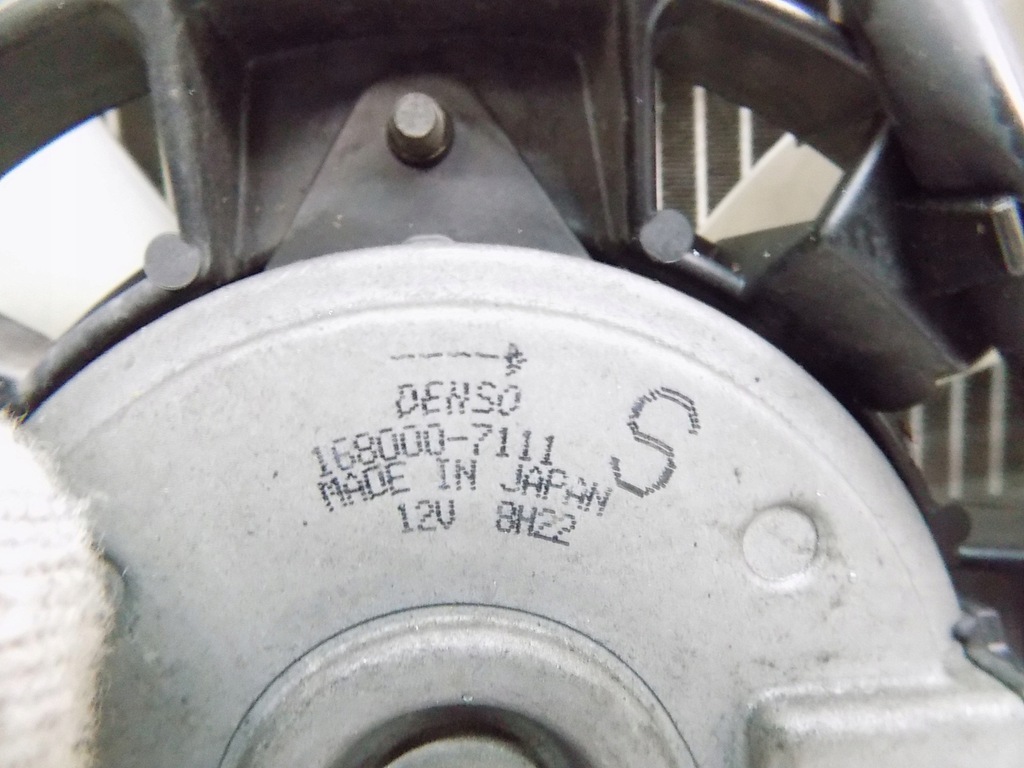 DENSO
S
168000-7111
MADE IN JAPAN
12V 8H22